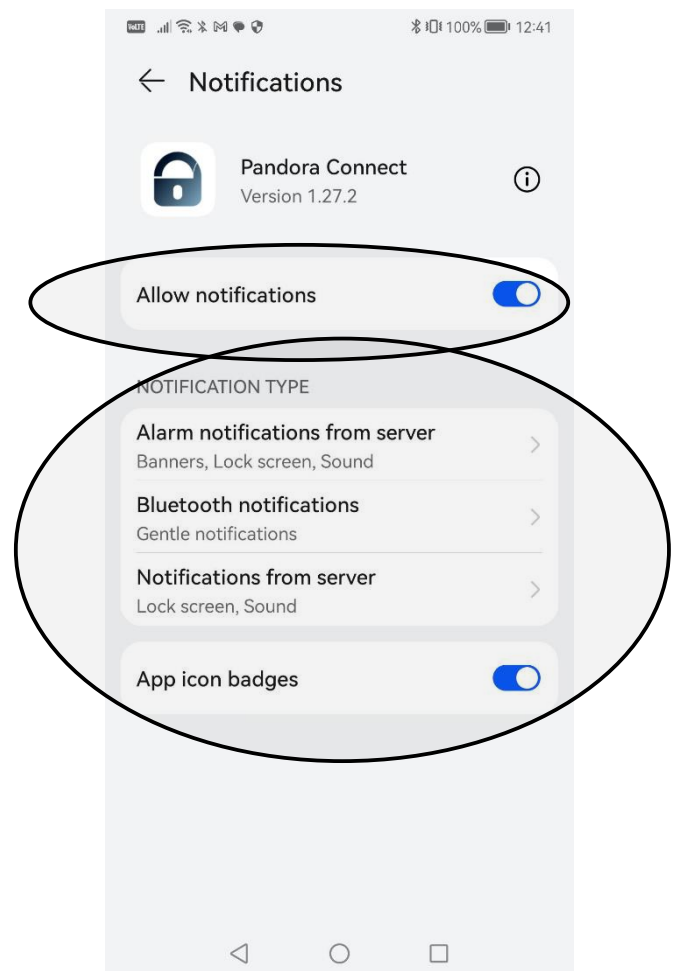 VoLTE 100% 12:41
Notifications
Pandora Connect
Version 1.27.2
Allow notifications
NOTIFICATION TYPE
Alarm notifications from server
Banners, Lock screen, Sound
Bluetooth notifications
Gentle notifications
Notifications from server
Lock screen, Sound
App icon badges